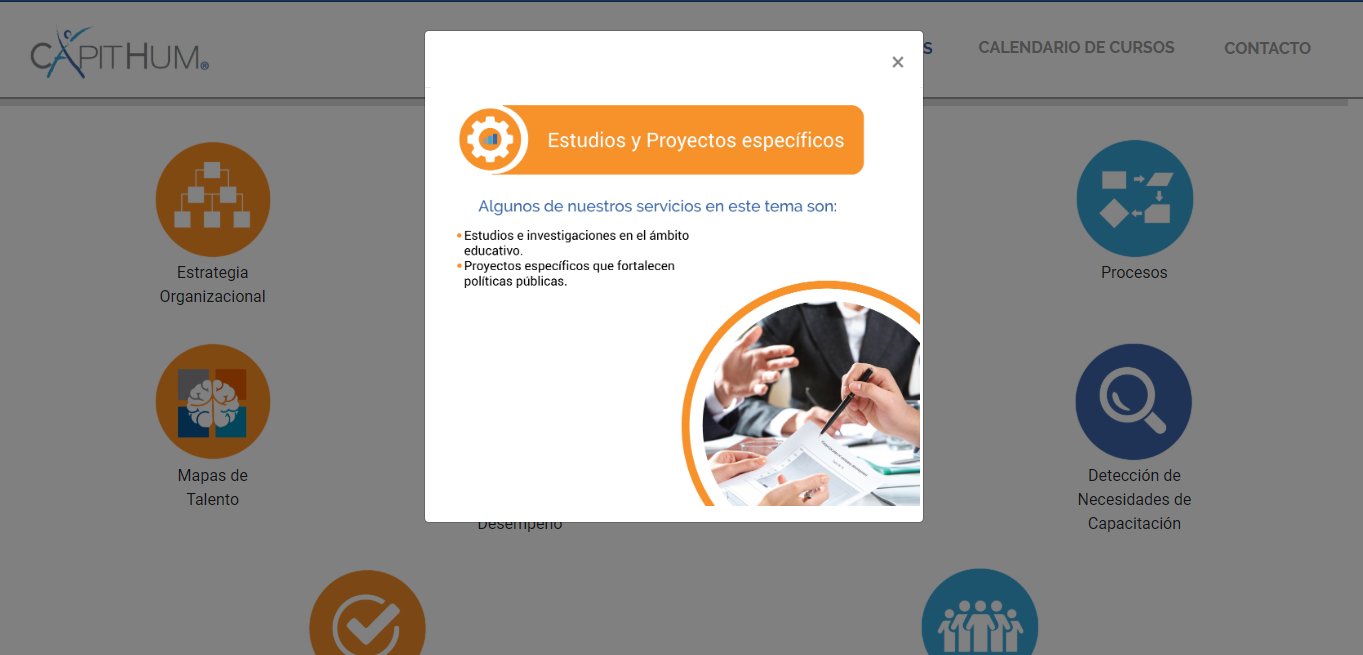 CAPITHUM®
S
CALENDARIO DE CURSOS
CONTACTO
×
Estudios y Proyectos específicos
Algunos de nuestros servicios en este tema son:
• Estudios e investigaciones en el ámbito
educativo.
• Proyectos específicos que fortalecen
políticas públicas.
Estrategia
Organizacional
Procesos
Mapas de
Talento
Desempeño
Detección de
Necesidades de
Capacitación